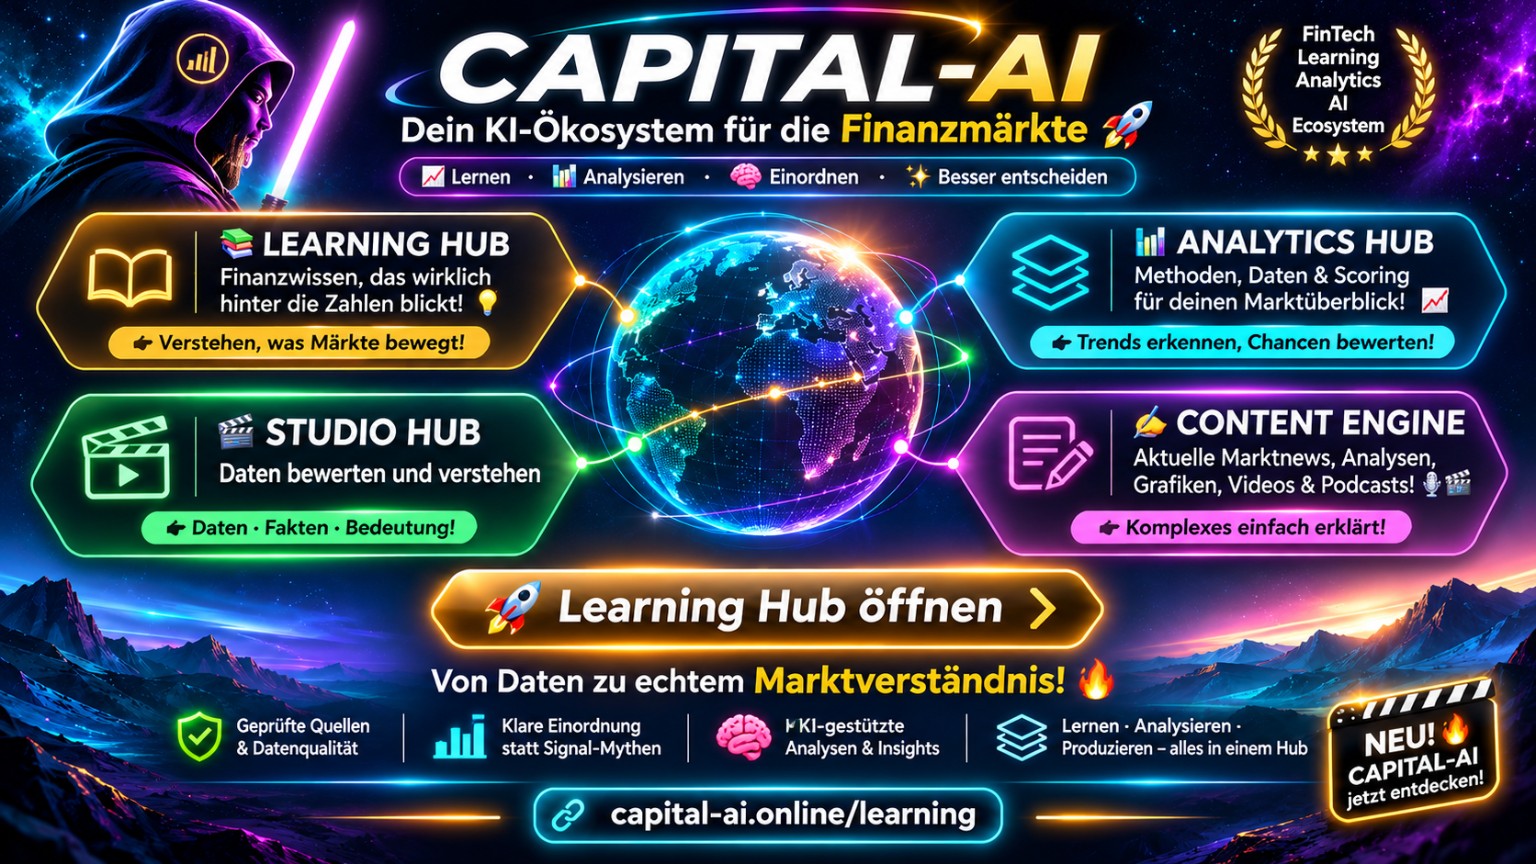 CAPITAL-AI
Dein KI-Ökosystem für die Finanzmärkte 🚀
📈 Lernen · 📊 Analysieren · 🧠 Einordnen · ✨ Besser entscheiden
FinTech
Learning
Analytics
AI
Ecosystem
📚 LEARNING HUB
Finanzwissen, das wirklich
hinter die Zahlen blickt! 💡
👉 Verstehen, was Märkte bewegt!
📊 ANALYTICS HUB
Methoden, Daten & Scoring
für deinen Marktüberblick! 📈
👉 Trends erkennen, Chancen bewerten!
🎬 STUDIO HUB
Daten bewerten und verstehen
👉 Daten · Fakten · Bedeutung!
✍️ CONTENT ENGINE
Aktuelle Marktnews, Analysen,
Grafiken, Videos & Podcasts! 🎙️🎬
👉 Komplexes einfach erklärt!
🚀 Learning Hub öffnen
Von Daten zu echtem Marktverständnis! 🔥
Geprüfte Quellen
& Datenqualität
Klare Einordnung
statt Signal-Mythen
KI-gestützte
Analysen & Insights
Lernen · Analysieren ·
Produzieren – alles in einem Hub
NEU! 🔥
CAPITAL-AI
jetzt entdecken!
capital-ai.online/learning